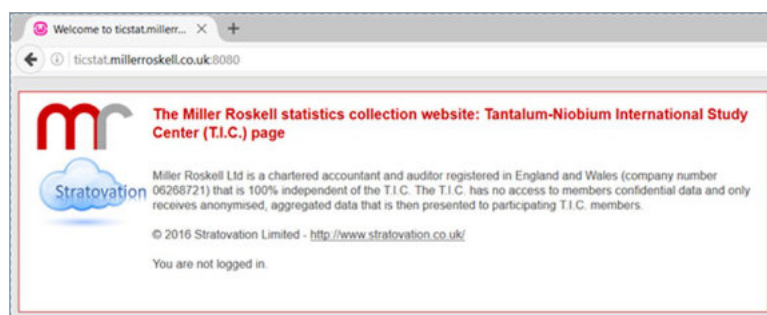 Welcome to ticstat.millerr...
ticstat.millerroskell.co.uk:8080
mr
The Miller Roskell statistics collection website: Tantalum-Niobium International Study
Center (T.I.C.) page
Stratovation
Miller Roskell Ltd is a chartered accountant and auditor registered in England and Wales (company number
06268721) that is 100% independent of the T.I.C. The T.I.C. has no access to members confidential data and only
receives anonymised, aggregated data that is then presented to participating T.I.C. members.
© 2016 Stratovation Limited - http://www.stratovation.co.uk/
You are not logged in.